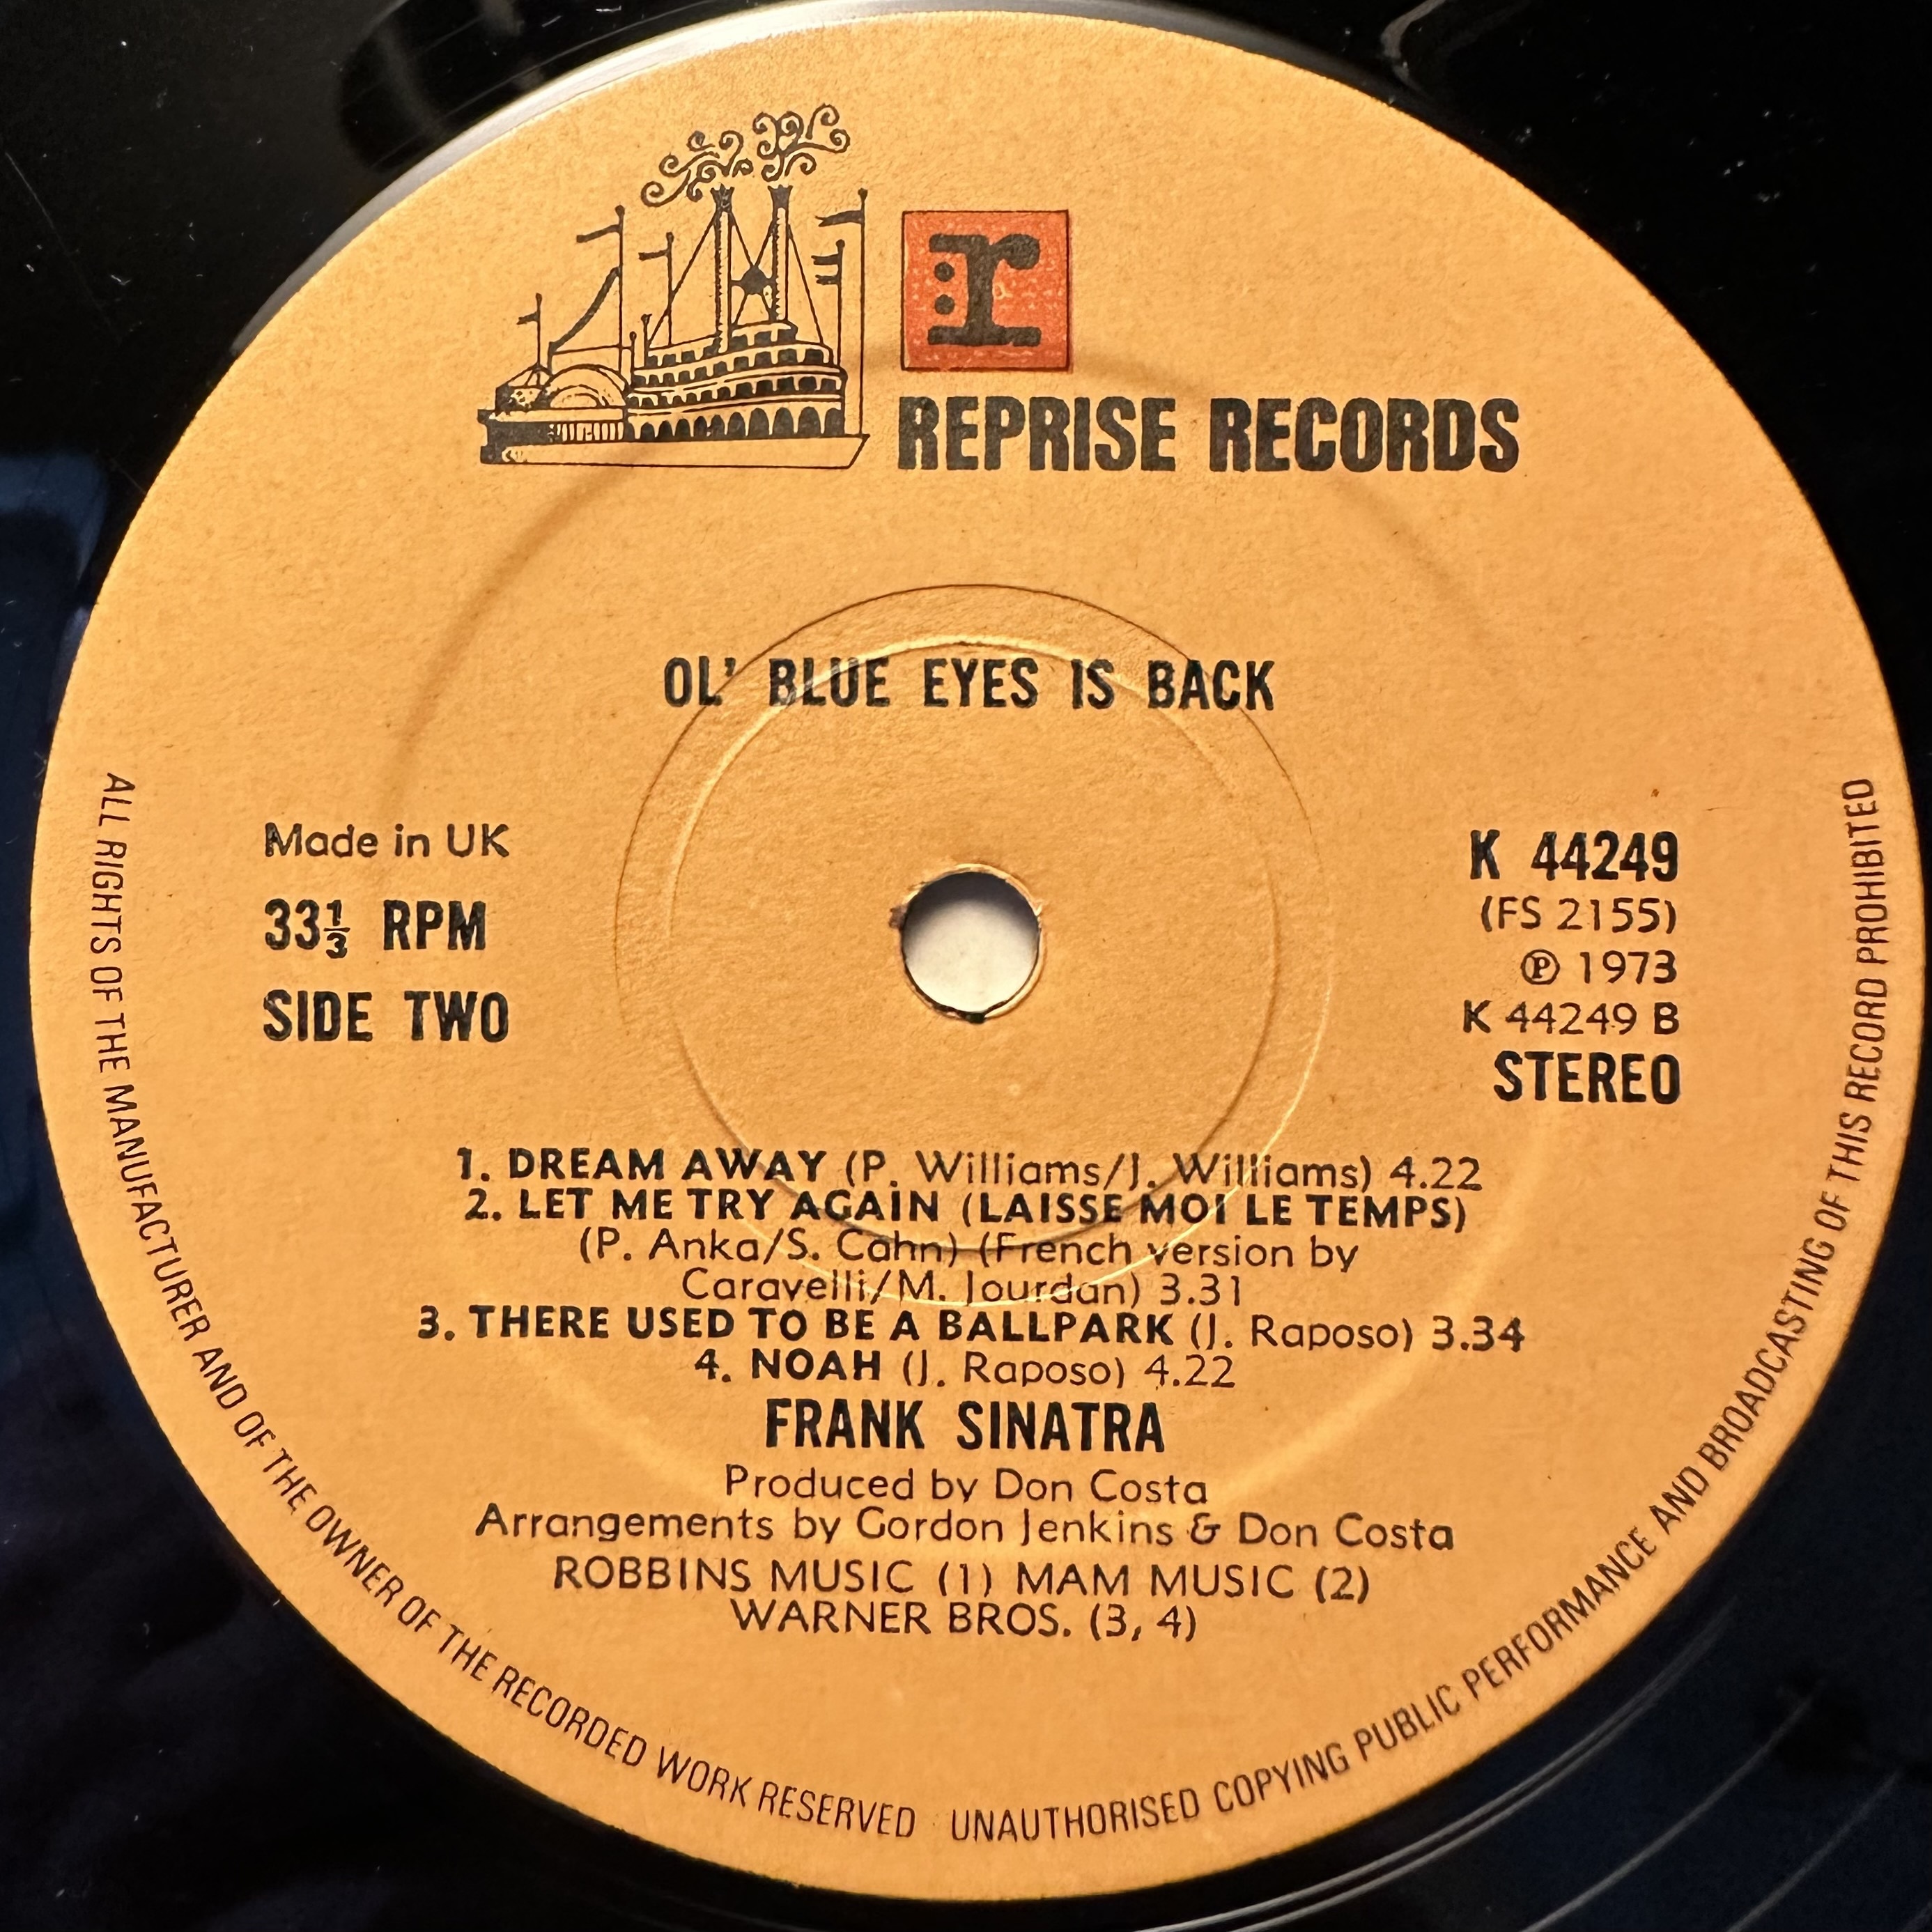 r
REPRISE RECORDS
OL' BLUE EYES IS BACK
Made in UK
33⅓ RPM
SIDE TWO
K 44249
(FS 2155)
℗ 1973
K 44249 B
STEREO
1. DREAM AWAY (P. Williams/J. Williams) 4.22
2. LET ME TRY AGAIN (LAISSE MOI LE TEMPS)
(P. Anka/S. Cahn) (French version by
Caravelli/M. Jourdan) 3.31
3. THERE USED TO BE A BALLPARK (J. Raposo) 3.34
4. NOAH (J. Raposo) 4.22
FRANK SINATRA
Produced by Don Costa
Arrangements by Gordon Jenkins & Don Costa
ROBBINS MUSIC (1) MAM MUSIC (2)
WARNER BROS. (3, 4)
ALL RIGHTS OF THE MANUFACTURER AND OF THE OWNER OF THE RECORDED WORK RESERVED UNAUTHORISED COPYING PUBLIC PERFORMANCE AND BROADCASTING OF THIS RECORD PROHIBITED